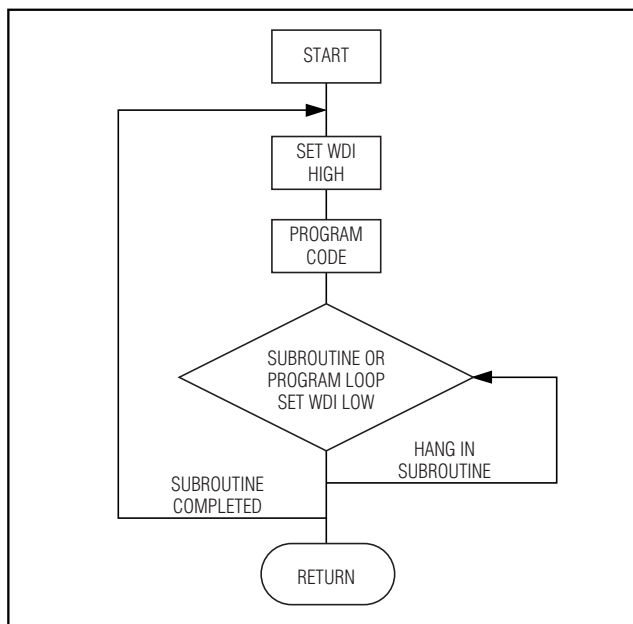 START
SET WDI
HIGH
PROGRAM
CODE
SUBROUTINE OR
PROGRAM LOOP
SET WDI LOW
HANG IN
SUBROUTINE
SUBROUTINE
COMPLETED
RETURN